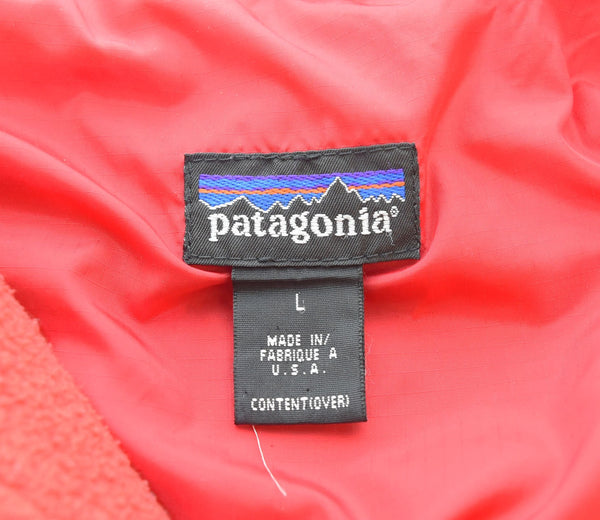 patagonia®
L
MADE IN/
FABRIQUE A
U.S.A.
CONTENT(OVER)